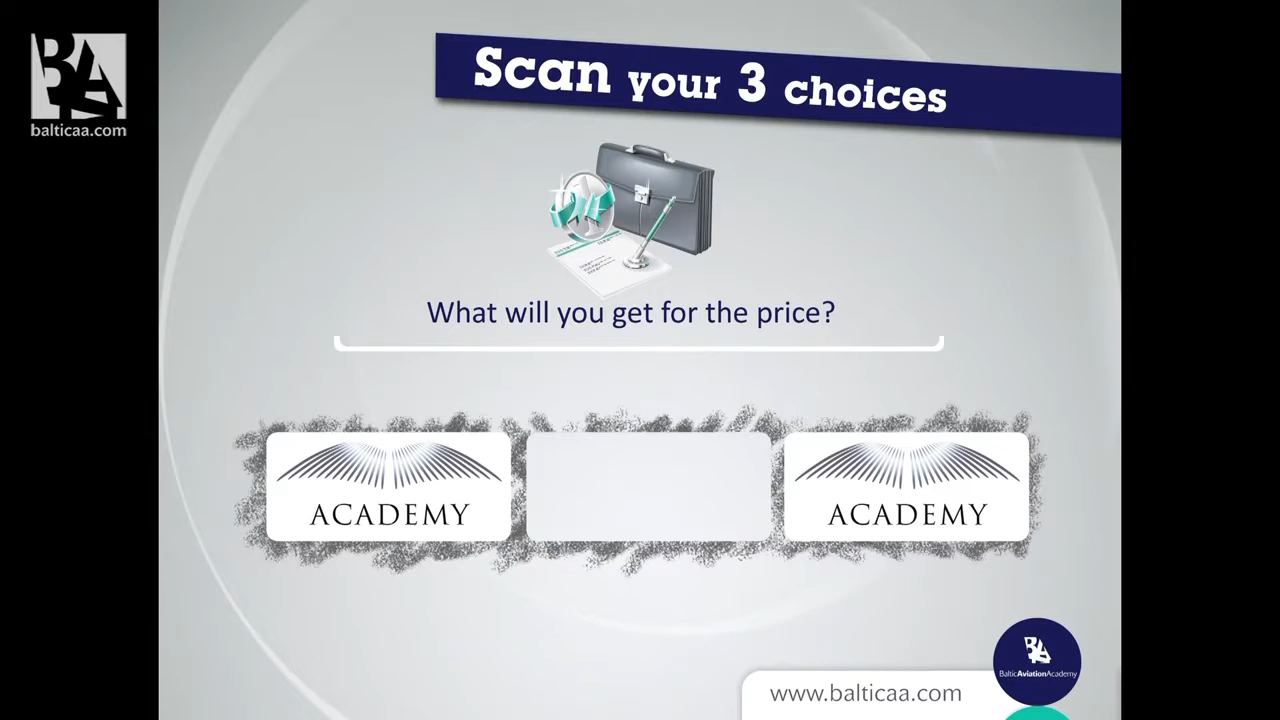 balticaa.com
Scan your 3 choices
What will you get for the price?
ACADEMY
ACADEMY
BalticAviationAcademy
www.balticaa.com